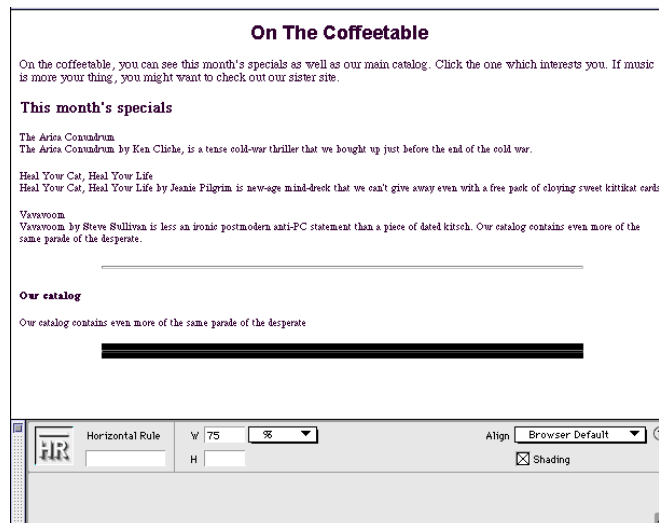 On The Coffeetable
On the coffeetable, you can see this month's specials as well as our main catalog. Click the one which interests you. If music
is more your thing, you might want to check out our sister site.
This month's specials
The Arica Conundrum
The Arica Conundrum by Ken Cliche, is a tense cold-war thriller that we bought up just before the end of the cold war.
Heal Your Cat, Heal Your Life
Heal Your Cat, Heal Your Life by Jeanie Pilgrim is new-age mind-dreck that we can't give away even with a free pack of cloying sweet kittikat cards
Vavavoom
Vavavoom by Steve Sullivan is less an ironic postmodern anti-PC statement than a piece of dated kitsch. Our catalog contains even more of the
same parade of the desperate.
Our catalog
Our catalog contains even more of the same parade of the desperate
HR Horizontal Rule W 75 % Align Browser Default
H Shading